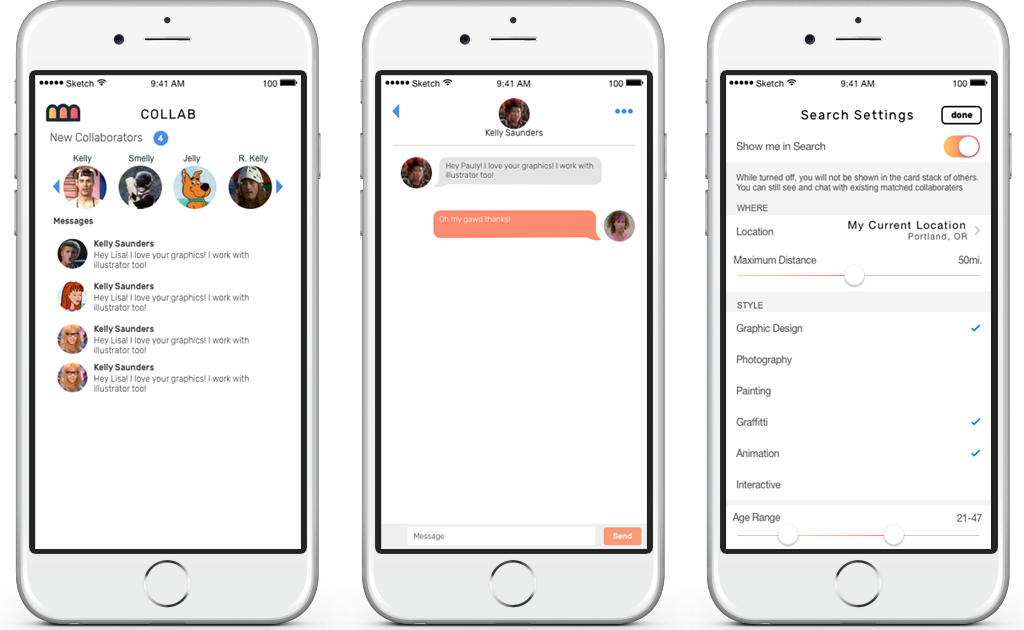 Sketch 9:41 AM 100
COLLAB
New Collaborators 4
Kelly Smelly Jelly R. Kelly
Messages
Kelly Saunders
Hey Lisa! I love your graphics! I work with
illustrator too!
Kelly Saunders
Hey Lisa! I love your graphics! I work with
illustrator too!
Kelly Saunders
Hey Lisa! I love your graphics! I work with
illustrator too!
Kelly Saunders
Hey Lisa! I love your graphics! I work with
illustrator too!
Sketch 9:41 AM 100
Kelly Saunders
Hey Pauly! I love your graphics! I work with
illustrator too!
Oh my gawd thanks!
Message Send
Sketch 9:41 AM 100
Search Settings done
Show me in Search
While turned off, you will not be shown in the card stack of others.
You can still see and chat with existing matched collaboraters
WHERE
Location My Current Location
Portland, OR
Maximum Distance 50mi.
STYLE
Graphic Design
Photography
Painting
Graffitti
Animation
Interactive
Age Range 21-47